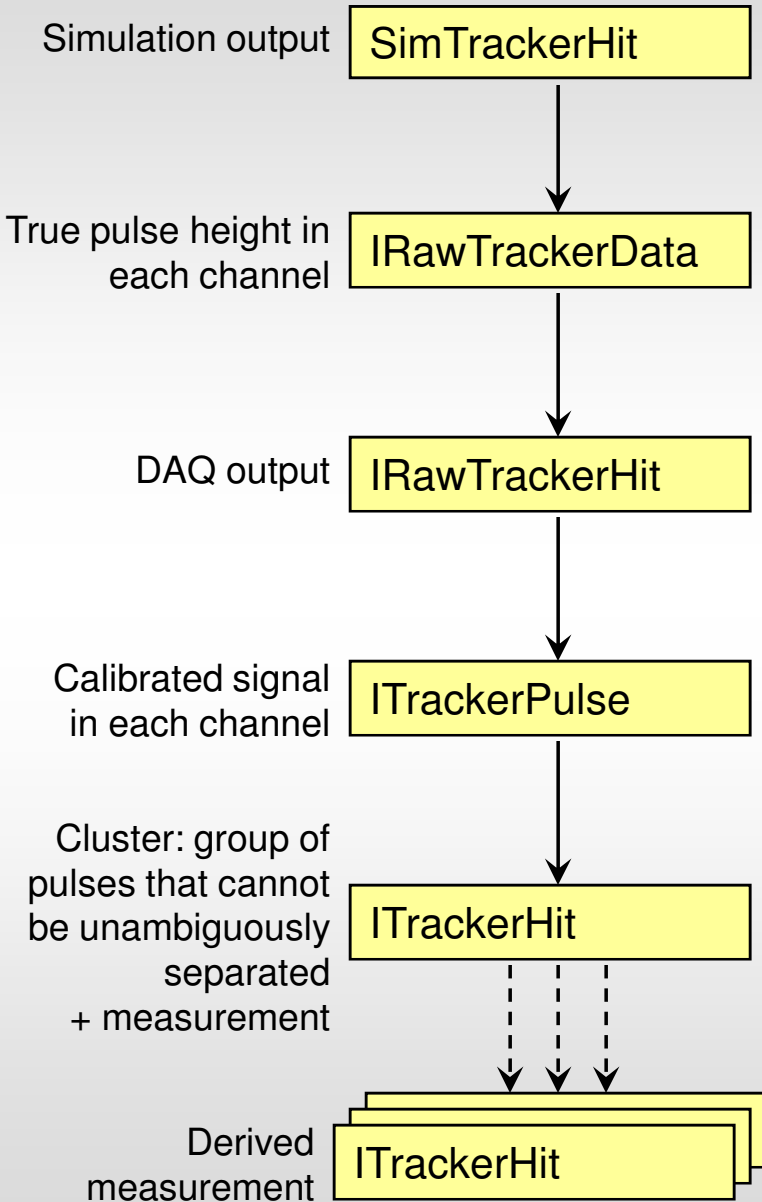 Simulation output
SimTrackerHit
True pulse height in
each channel
IRawTrackerData
DAQ output
IRawTrackerHit
Calibrated signal
in each channel
ITrackerPulse
Cluster: group of
pulses that cannot
be unambiguously
separated
+ measurement
ITrackerHit
Derived
measurement
ITrackerHit